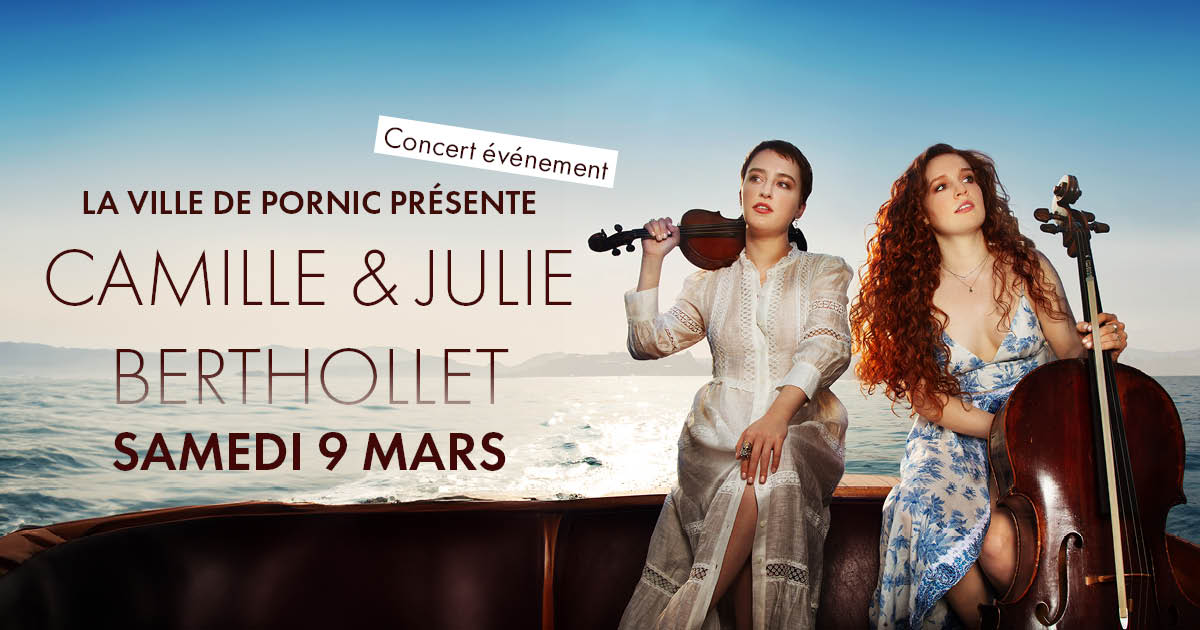 Concert événement
LA VILLE DE PORNIC PRÉSENTE
CAMILLE & JULIE
BERTHOLLET
SAMEDI 9 MARS